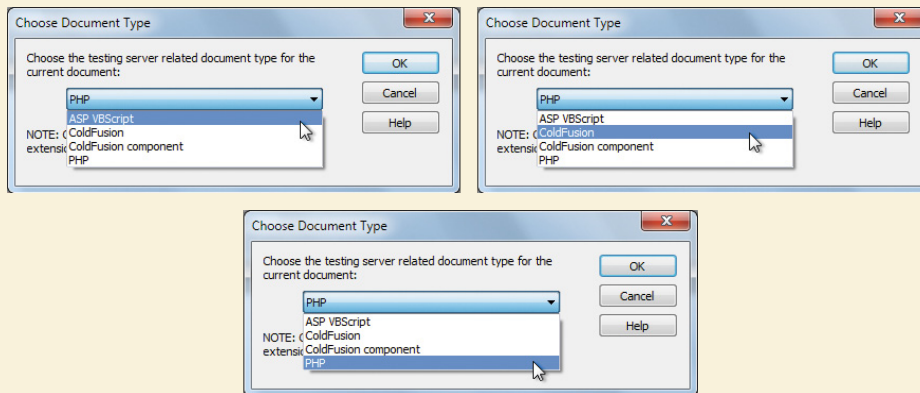 Choose Document Type
Choose the testing server related document type for the
current document:
OK
Cancel
Help
PHP
ASP VBScript
ColdFusion
ColdFusion component
PHP
NOTE:
Choose Document Type
Choose the testing server related document type for the
current document:
OK
Cancel
Help
PHP
ASP VBScript
ColdFusion
ColdFusion component
PHP
NOTE:
Choose Document Type
Choose the testing server related document type for the
current document:
OK
Cancel
Help
PHP
ASP VBScript
ColdFusion
ColdFusion component
PHP
NOTE: